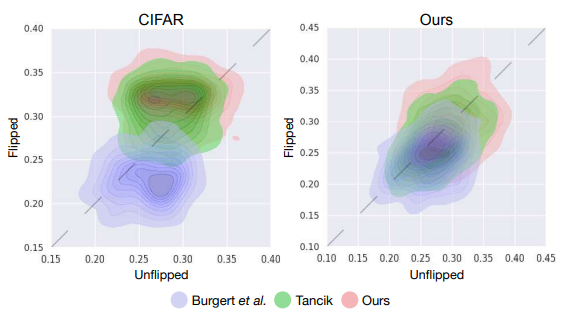 CIFAR
Flipped
0.40
0.35
0.30
0.25
0.20
0.15
0.15 0.20 0.25 0.30 0.35 0.40
Unflipped
Ours
Flipped
0.45
0.40
0.35
0.30
0.25
0.20
0.15
0.10
0.10 0.15 0.20 0.25 0.30 0.35 0.40 0.45
Unflipped
Burgert et al. Tancik Ours